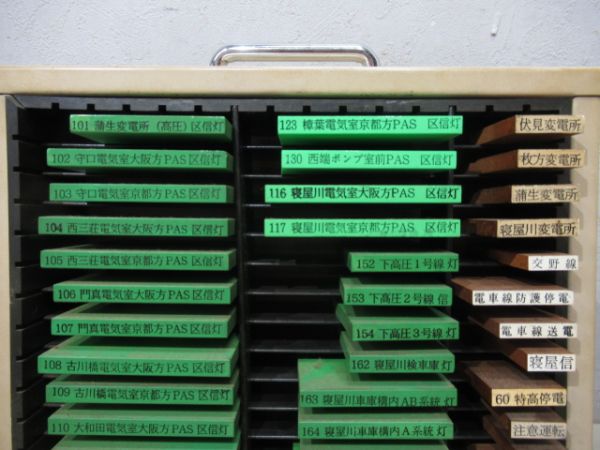 101 蒲生変電所 (高圧) 区信灯
102 守口電気室大阪方PAS区信灯
103 守口電気室京都方PAS区信灯
104 西三荘電気室大阪方PAS区信灯
105 西三荘電気室京都方PAS区信灯
106 門真電気室大阪方PAS区信灯
107 門真電気室京都方PAS区信灯
108 古川橋電気室大阪方PAS区信灯
109 古川橋電気室京都方PAS区信灯
110 大和田電気室大阪方PAS区信灯
123 樟葉電気室京都方PAS 区信灯
130 西端ポンプ室前PAS 区信灯
116 寝屋川電気室大阪方PAS 区信灯
117 寝屋川電気室京都方PAS 区信灯
152 下高圧1号線灯
153 下高圧2号線 信
154 下高圧3号線灯
162 寝屋川検車庫灯
163 寝屋川車庫構内AB系統 灯
164 寝屋川車庫構内A系統 灯
伏見変電所
枚方変電所
蒲生変電所
寝屋川変電所
交野線
電車線防護停電
電車線送電
寝屋信
60 特高停電
注意運転